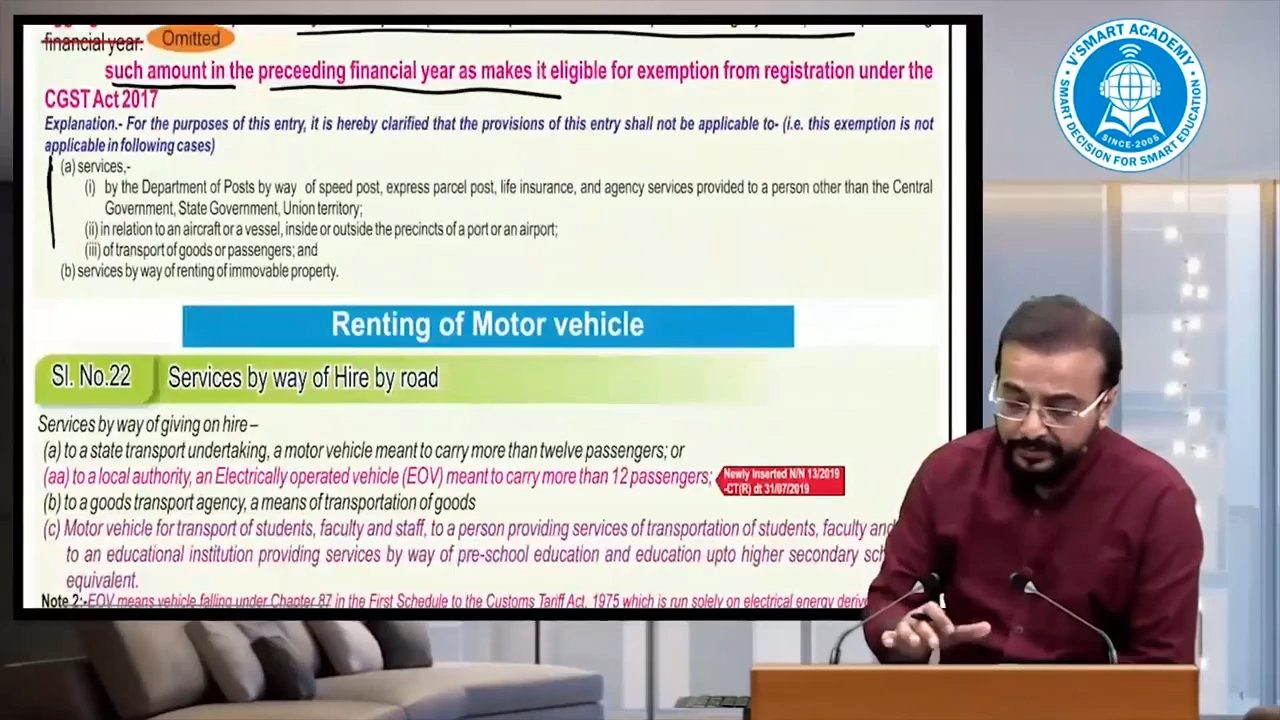 financial year. Omitted
such amount in the preceeding financial year as makes it eligible for exemption from registration under the
CGST Act 2017
Explanation.- For the purposes of this entry, it is hereby clarified that the provisions of this entry shall not be applicable to- (i.e. this exemption is not
applicable in following cases)
(a) services,-
(i) by the Department of Posts by way of speed post, express parcel post, life insurance, and agency services provided to a person other than the Central
Government, State Government, Union territory;
(ii) in relation to an aircraft or a vessel, inside or outside the precincts of a port or an airport;
(iii) of transport of goods or passengers; and
(b) services by way of renting of immovable property.
Renting of Motor vehicle
Sl. No.22 Services by way of Hire by road
Services by way of giving on hire –
(a) to a state transport undertaking, a motor vehicle meant to carry more than twelve passengers; or
(aa) to a local authority, an Electrically operated vehicle (EOV) meant to carry more than 12 passengers; Newly Inserted N/N 13/2019
-CT(R) dt 31/07/2019
(b) to a goods transport agency, a means of transportation of goods
(c) Motor vehicle for transport of students, faculty and staff, to a person providing services of transportation of students, faculty and
to an educational institution providing services by way of pre-school education and education upto higher secondary
equivalent.
Note 2:-EOV means vehicle falling under Chapter 87 in the First Schedule to the Customs Tariff Act, 1975 which is run solely on electrical energy
V'SMART ACADEMY
SMART DECISION FOR SMART EDUCATION
SINCE-2005